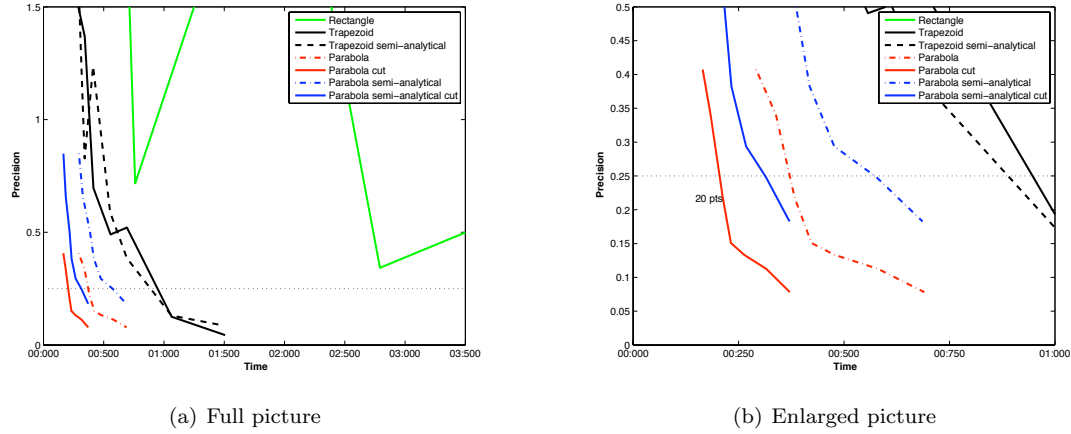 1.5
1
0.5
0
Precision
00:000
00:500
01:000
01:500
02:000
02:500
03:000
03:500
Time
Rectangle
Trapezoid
Trapezoid semi-analytical
Parabola
Parabola cut
Parabola semi-analytical
Parabola semi-analytical cut
(a) Full picture
0.5
0.45
0.4
0.35
0.3
0.25
0.2
0.15
0.1
0.05
0
Precision
20 pts
00:000
00:250
00:500
00:750
01:000
Time
Rectangle
Trapezoid
Trapezoid semi-analytical
Parabola
Parabola cut
Parabola semi-analytical
Parabola semi-analytical cut
(b) Enlarged picture